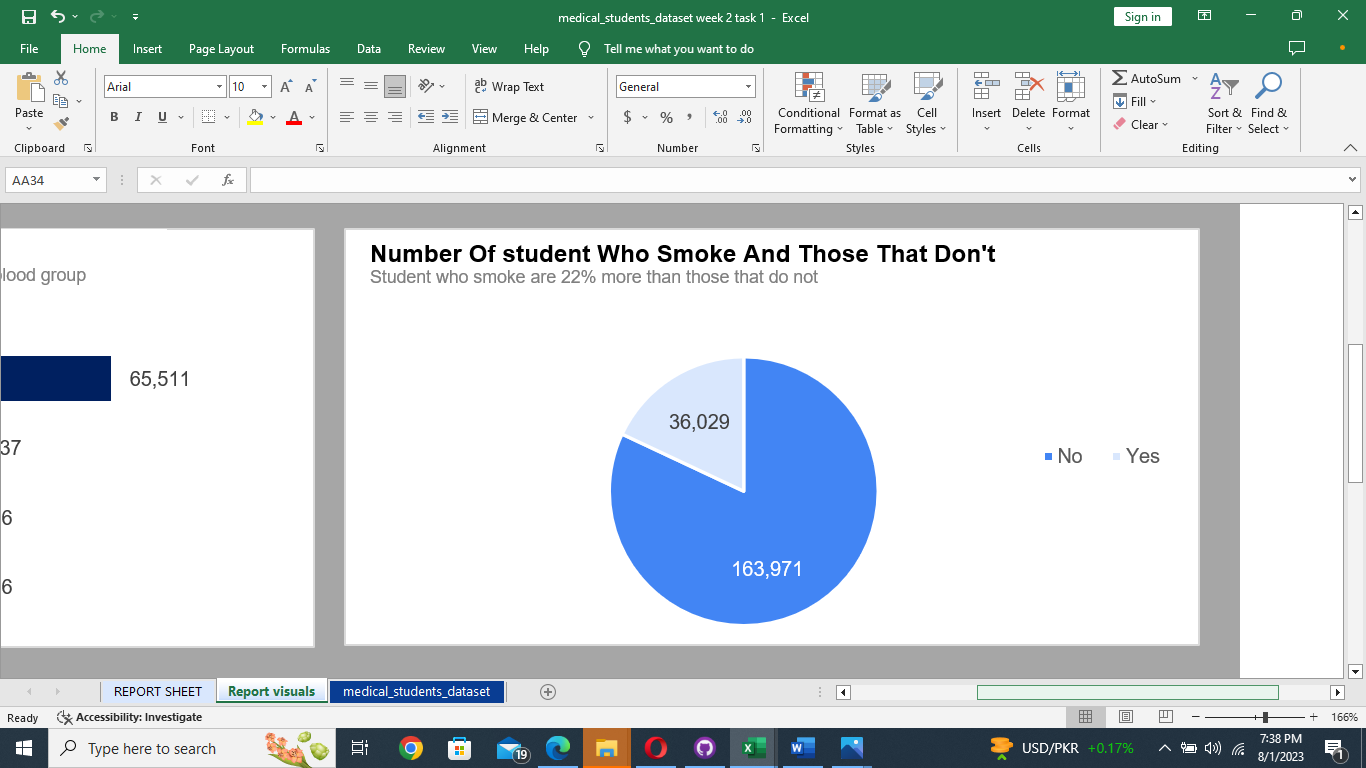 medical_students_dataset week 2 task 1 - Excel
Sign in
File Home Insert Page Layout Formulas Data Review View Help Tell me what you want to do
Paste
Clipboard
Arial 10
B I U
Font
Wrap Text
Merge & Center
Alignment
General
$ % ,
Number
Conditional Formatting
Format as Table
Cell Styles
Styles
Insert Delete Format
Cells
AutoSum
Fill
Clear
Sort & Filter
Find & Select
Editing
AA34
fx
lood group
65,511
37
6
6
Number Of student Who Smoke And Those That Don't
Student who smoke are 22% more than those that do not
36,029
163,971
No Yes
REPORT SHEET Report visuals medical_students_dataset
Ready Accessibility: Investigate
166%
Type here to search
19
USD/PKR +0.17%
7:38 PM
8/1/2023
1